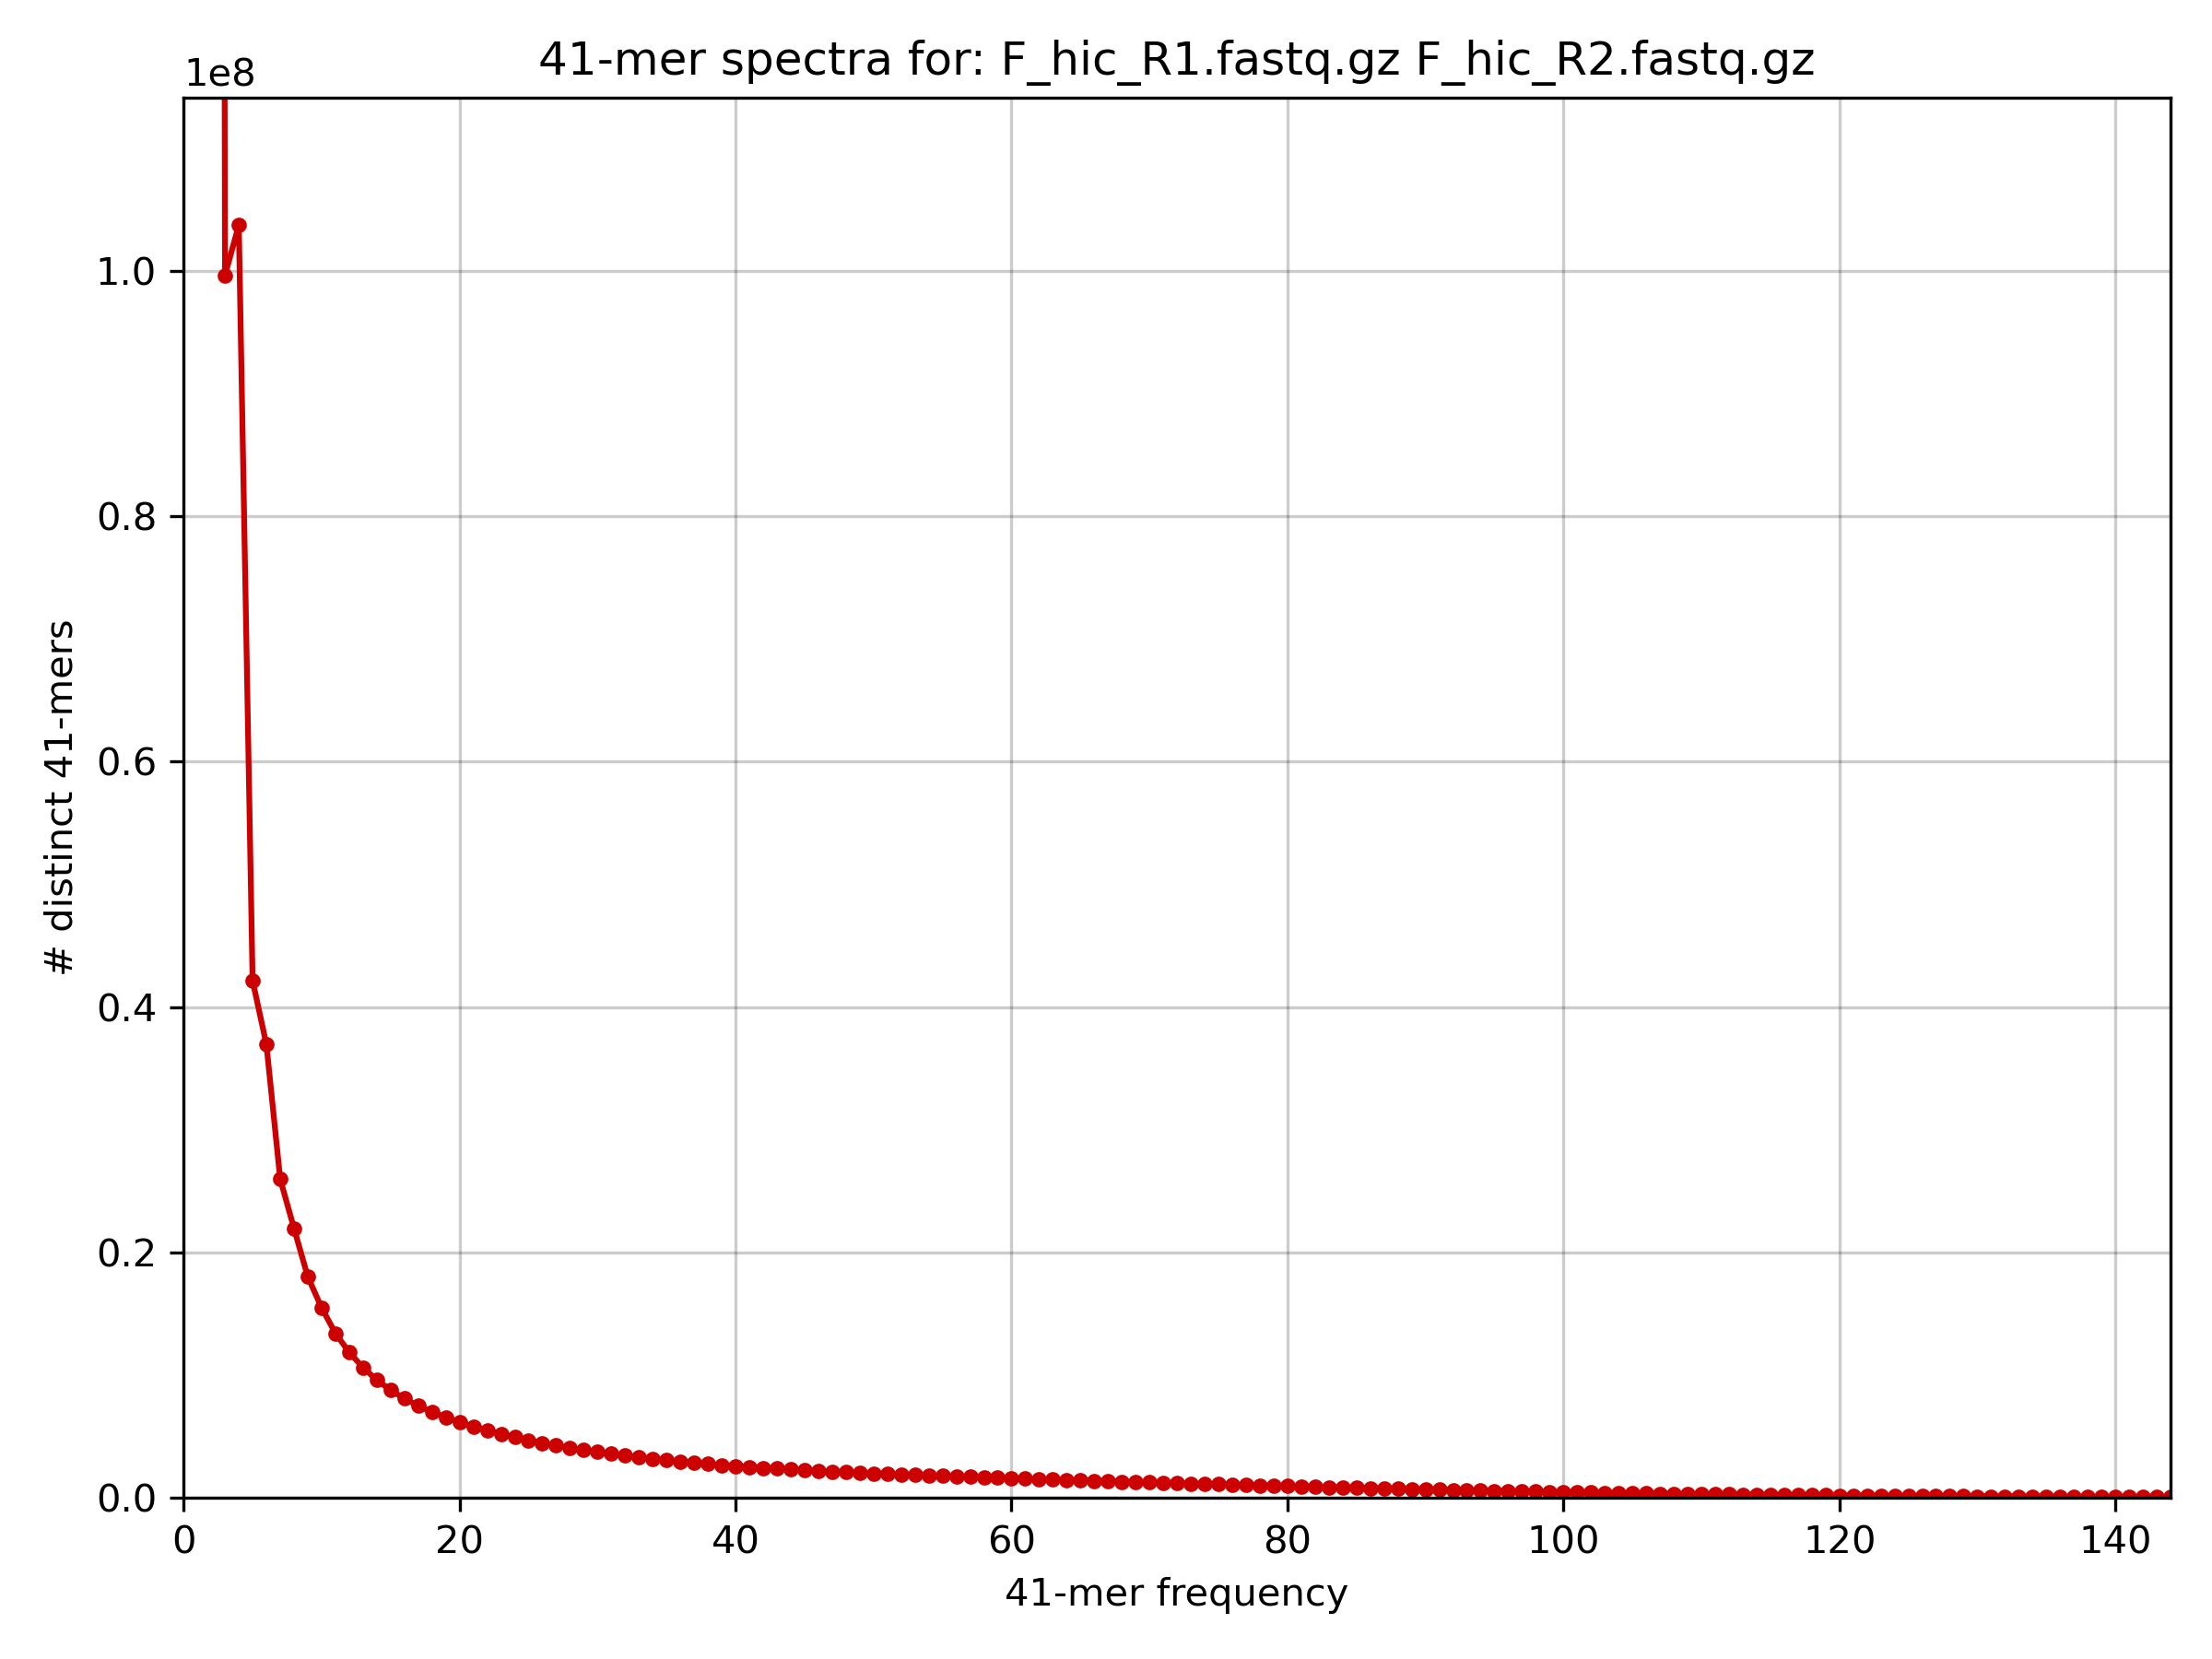 41-mer spectra for: F_hic_R1.fastq.gz F_hic_R2.fastq.gz
1e8
1.0
0.8
0.6
0.4
0.2
0.0
# distinct 41-mers
0 20 40 60 80 100 120 140
41-mer frequency